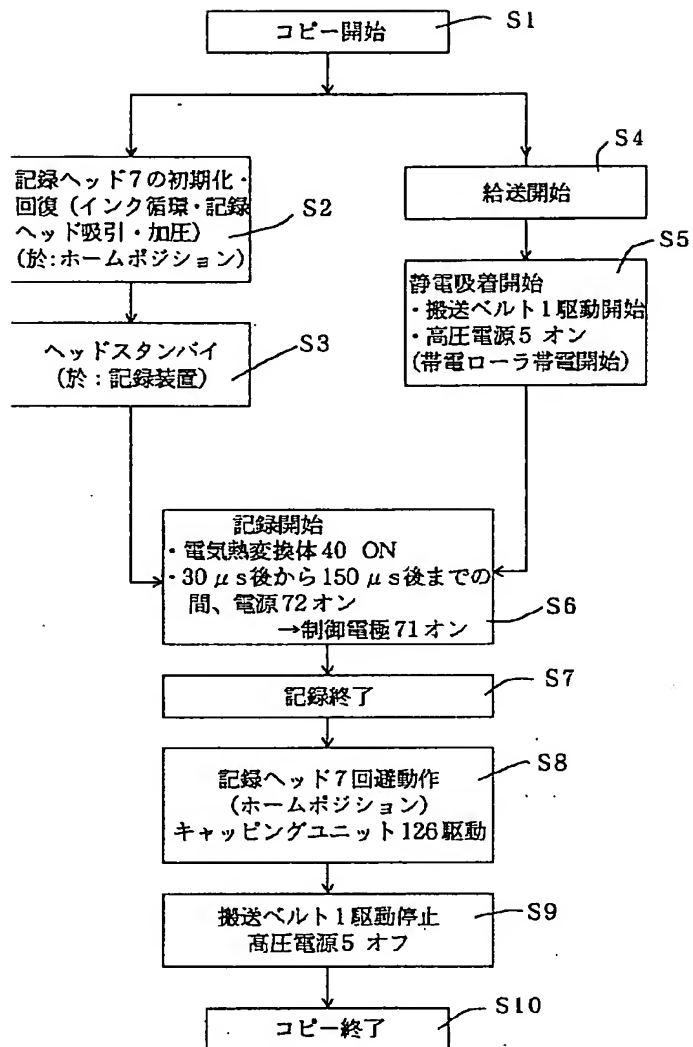 コピー開始
S1
記録ヘッド7の初期化・
回復（インク循環・記録
ヘッド吸引・加圧）
(於:ホームポジション)
S2
ヘッドスタンバイ
(於：記録装置)
S3
給送開始
S4
静電吸着開始
・搬送ベルト1駆動開始
・高圧電源5 オン
(帯電ローラ帯電開始)
S5
記録開始
・電気熱変換体40 ON
・30μs後から150μs後までの
間、電源72オン
→制御電極71オン
S6
記録終了
S7
記録ヘッド7回避動作
(ホームポジション)
キャッピングユニット126駆動
S8
搬送ベルト1駆動停止
高圧電源5 オフ
S9
コピー終了
S10